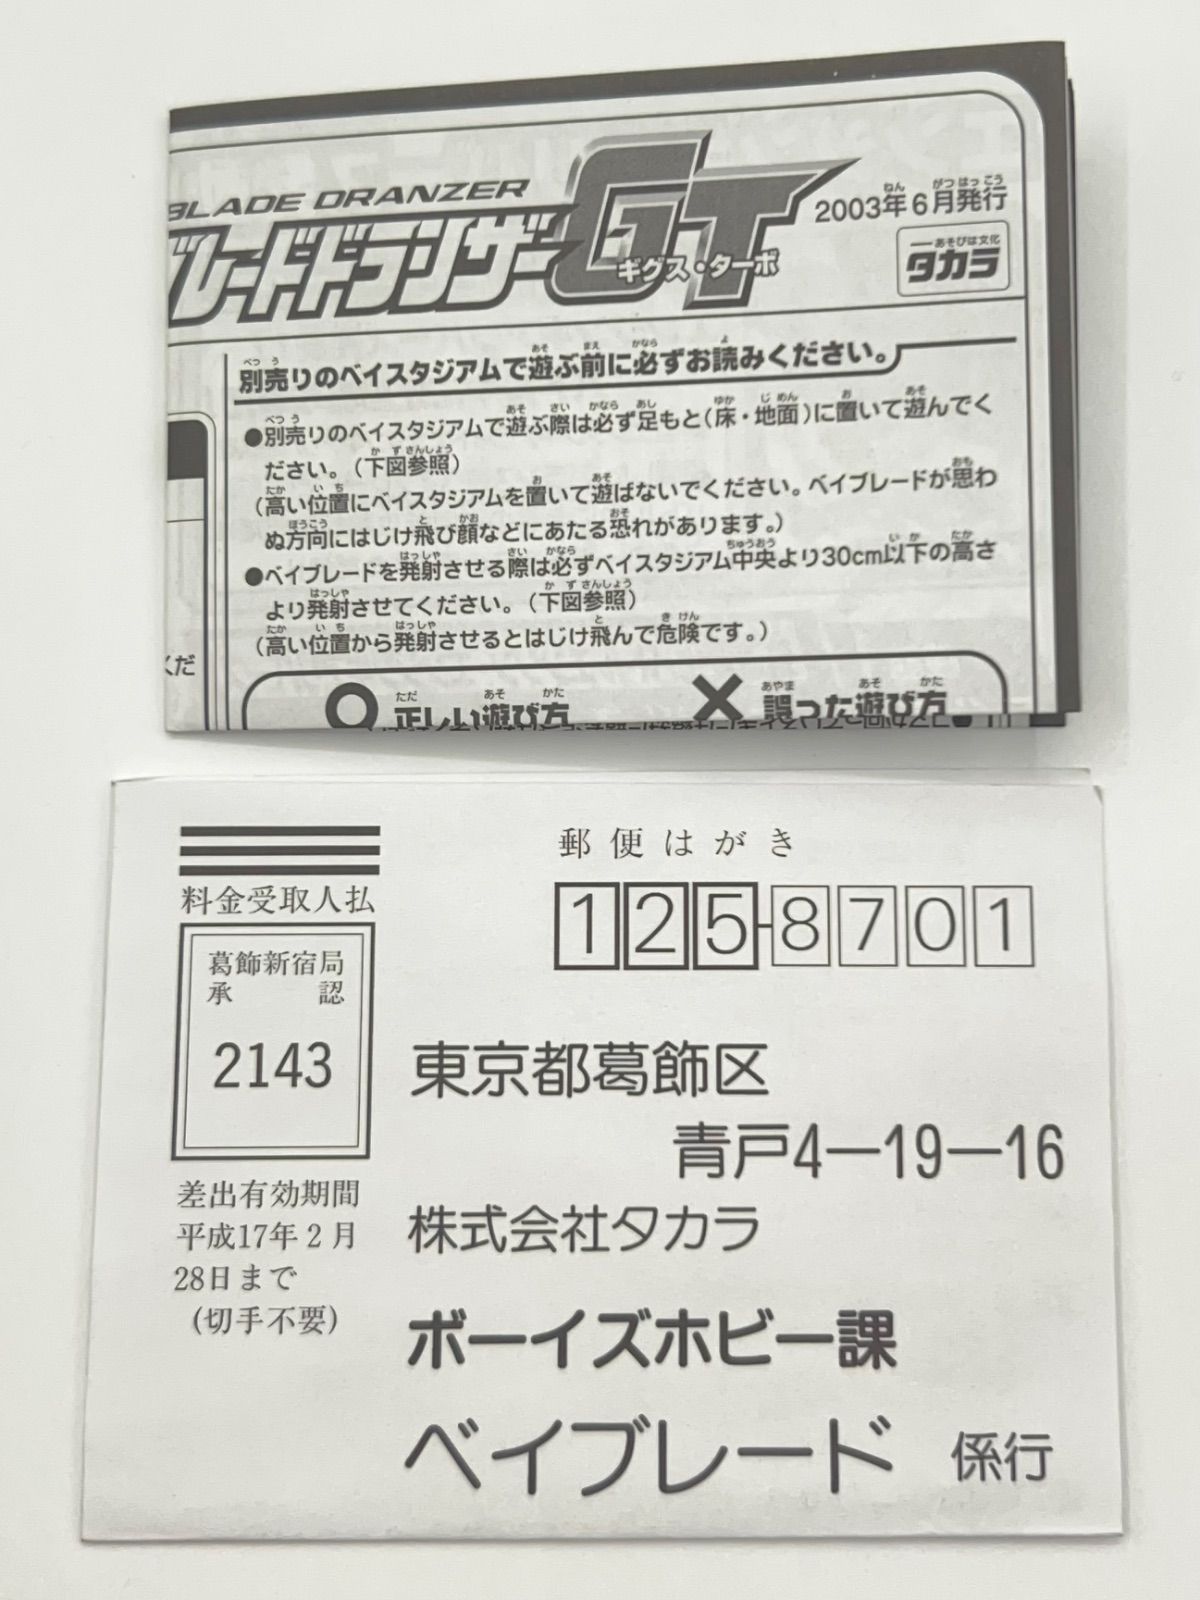 BLADE DRANZER
ブレードドランザー GT
ギグス・ターボ
2003年6月発行
あそびは文化
タカラ
別売りのベイスタジアムで遊ぶ前に必ずお読みください。
●別売りのベイスタジアムで遊ぶ際は必ず足もと(床・地面)に置いて遊んでく
ださい。(下図参照)
(高い位置にベイスタジアムを置いて遊ばないでください。ベイブレードが思わ
ぬ方向にはじけ飛び顔などにあたる恐れがあります。)
●ベイブレードを発射させる際は必ずベイスタジアム中央より30cm以下の高さ
より発射させてください。(下図参照)
(高い位置から発射させるとはじけ飛んで危険です。)
くだ
○ 正しい遊び方
× 誤った遊び方
郵便はがき
125-8701
料金受取人払
葛飾新宿局
承認
2143
差出有効期間
平成17年2月
28日まで
(切手不要)
東京都葛飾区
青戸4−19−16
株式会社タカラ
ボーイズホビー課
ベイブレード 係行